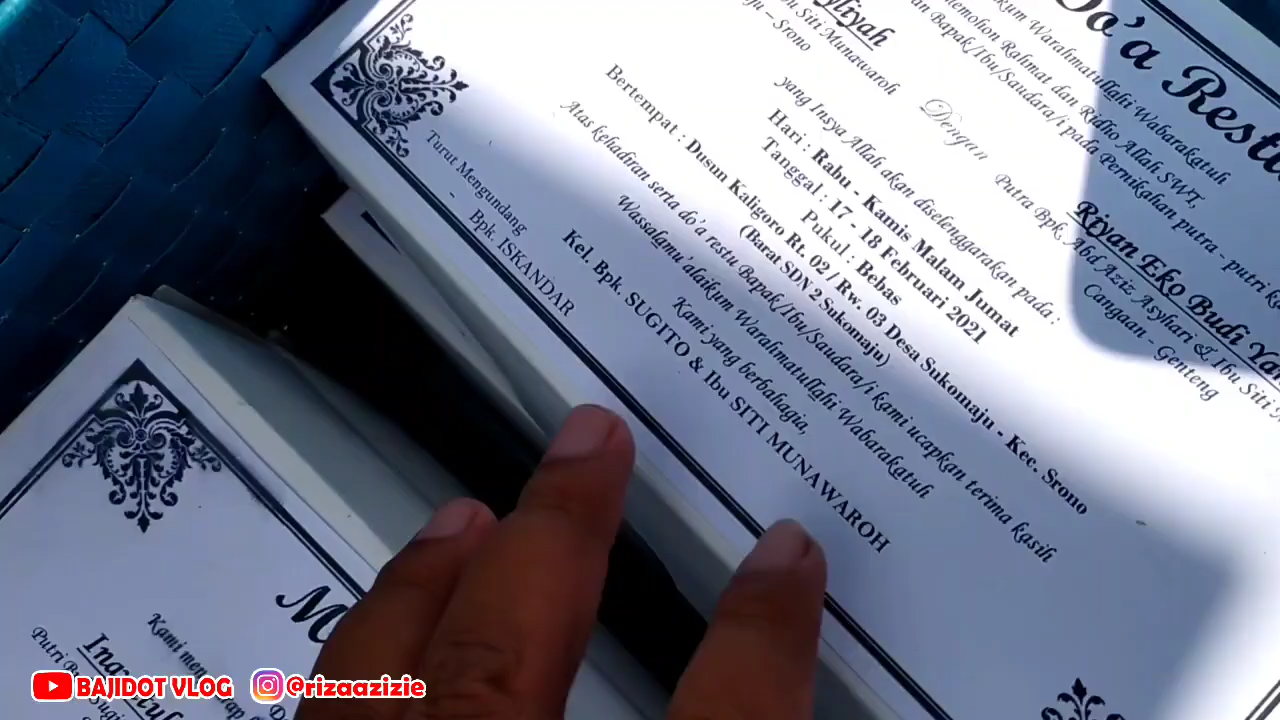 Do'a Restu
Warahmatullahi Wabarakatuh
memohon Rahmat dan Ridho Allah SWT.
Bapak/Ibu/Saudara/i pada Pernikahan putra - putri
Siti Munawaroh
- Srono
Dengan
Riyan Eko Budi
Putra Bpk. Abd Aziz Asyhari & Ibu Siti
Cangaan - Genteng
yang Insya Allah akan diselenggarakan pada :
Hari : Rabu - Kamis Malam Jumat
Tanggal : 17 - 18 Februari 2021
Pukul : Bebas
Bertempat : Dusun Kaligoro Rt. 02 / Rw. 03 Desa Sukomaju - Kec. Srono
(Barat SDN 2 Sukomaju)
Atas kehadiran serta do'a restu Bapak/Ibu/Saudara/i kami ucapkan terima kasih
Wassalamu'alaikum Warahmatullahi Wabarakatuh
Kami yang berbahagia,
Kel. Bpk. SUGITO & Ibu SITI MUNAWAROH
Turut Mengundang
- Bpk. ISKANDAR
Kami
Putri
BAJIDOT VLOG
@rizaazizie